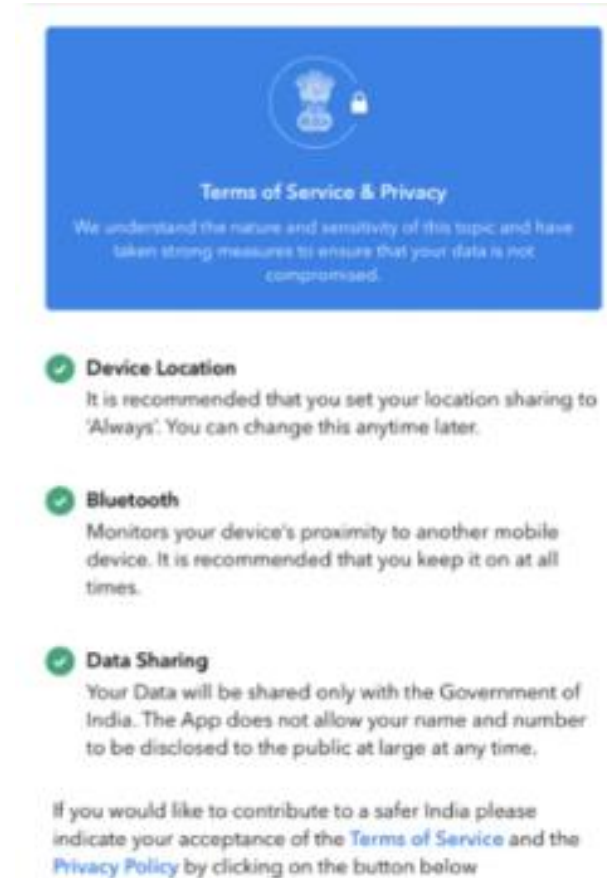 Terms of Service & Privacy
We understand the nature and sensitivity of this topic and have
taken strong measures to ensure that your data is not
compromised.
Device Location
It is recommended that you set your location sharing to
'Always'. You can change this anytime later.
Bluetooth
Monitors your device's proximity to another mobile
device. It is recommended that you keep it on at all
times.
Data Sharing
Your Data will be shared only with the Government of
India. The App does not allow your name and number
to be disclosed to the public at large at any time.
If you would like to contribute to a safer India please
indicate your acceptance of the Terms of Service and the
Privacy Policy by clicking on the button below